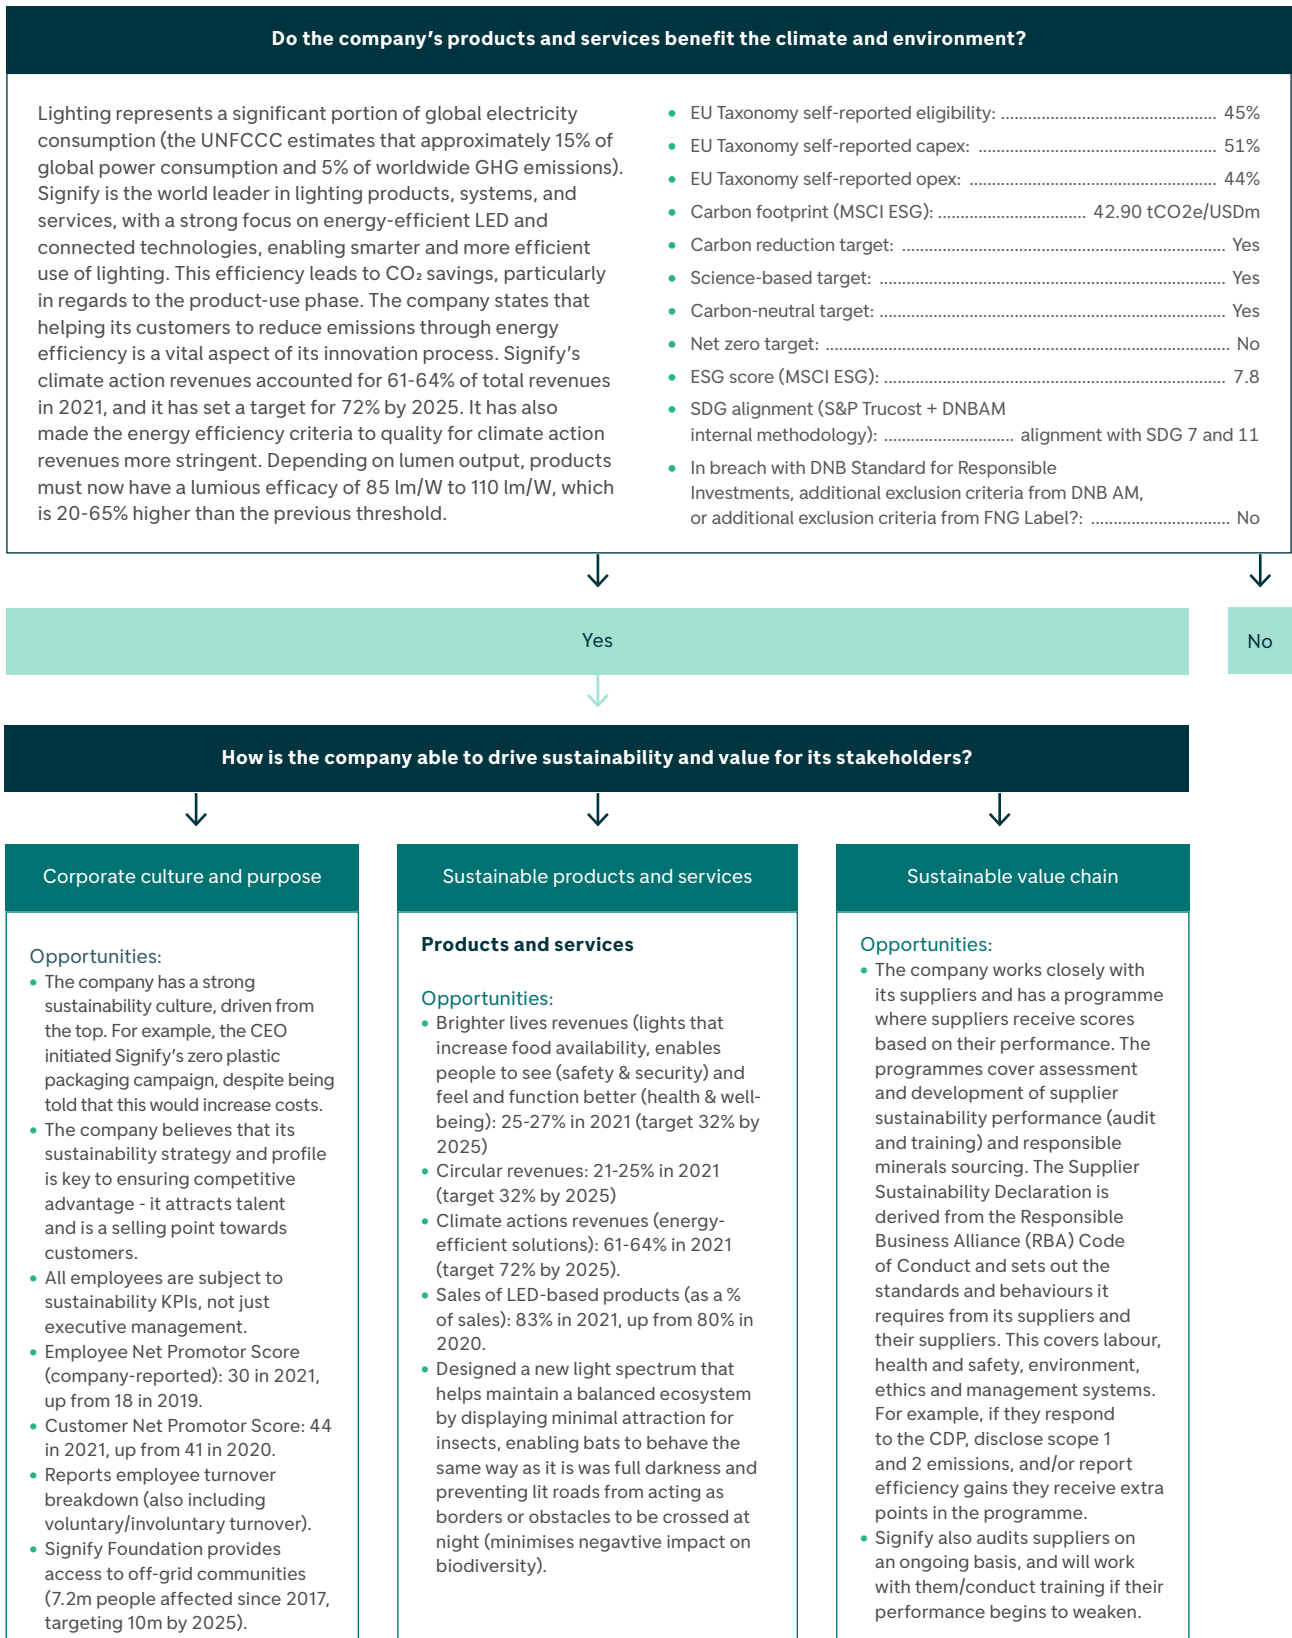 Do the company's products and services benefit the climate and environment?
Lighting represents a significant portion of global electricity
consumption (the UNFCCC estimates that approximately 15% of
global power consumption and 5% of worldwide GHG emissions).
Signify is the world leader in lighting products, systems, and
services, with a strong focus on energy-efficient LED and
connected technologies, enabling smarter and more efficient
use of lighting. This efficiency leads to CO₂ savings, particularly
in regards to the product-use phase. The company states that
helping its customers to reduce emissions through energy
efficiency is a vital aspect of its innovation process. Signify's
climate action revenues accounted for 61-64% of total revenues
in 2021, and it has set a target for 72% by 2025. It has also
made the energy efficiency criteria to quality for climate action
revenues more stringent. Depending on lumen output, products
must now have a lumious efficacy of 85 lm/W to 110 lm/W, which
is 20-65% higher than the previous threshold.
• EU Taxonomy self-reported eligibility: ................................................ 45%
• EU Taxonomy self-reported capex: ..................................................... 51%
• EU Taxonomy self-reported opex: ....................................................... 44%
• Carbon footprint (MSCI ESG): ................................. 42.90 tCO2e/USDm
• Carbon reduction target: ........................................................................ Yes
• Science-based target: ............................................................................. Yes
• Carbon-neutral target: ............................................................................. Yes
• Net zero target: .......................................................................................... No
• ESG score (MSCI ESG): ............................................................................ 7.8
• SDG alignment (S&P Trucost + DNBAM
internal methodology): ............................. alignment with SDG 7 and 11
• In breach with DNB Standard for Responsible
Investments, additional exclusion criteria from DNB AM,
or additional exclusion criteria from FNG Label?: ............................... No
Yes
No
How is the company able to drive sustainability and value for its stakeholders?
Corporate culture and purpose
Opportunities:
• The company has a strong
sustainability culture, driven from
the top. For example, the CEO
initiated Signify's zero plastic
packaging campaign, despite being
told that this would increase costs.
• The company believes that its
sustainability strategy and profile
is key to ensuring competitive
advantage - it attracts talent
and is a selling point towards
customers.
• All employees are subject to
sustainability KPIs, not just
executive management.
• Employee Net Promotor Score
(company-reported): 30 in 2021,
up from 18 in 2019.
• Customer Net Promotor Score: 44
in 2021, up from 41 in 2020.
• Reports employee turnover
breakdown (also including
voluntary/involuntary turnover).
• Signify Foundation provides
access to off-grid communities
(7.2m people affected since 2017,
targeting 10m by 2025).
Sustainable products and services
Products and services
Opportunities:
• Brighter lives revenues (lights that
increase food availability, enables
people to see (safety & security) and
feel and function better (health & well-
being): 25-27% in 2021 (target 32% by
2025)
• Circular revenues: 21-25% in 2021
(target 32% by 2025)
• Climate actions revenues (energy-
efficient solutions): 61-64% in 2021
(target 72% by 2025).
• Sales of LED-based products (as a %
of sales): 83% in 2021, up from 80% in
2020.
• Designed a new light spectrum that
helps maintain a balanced ecosystem
by displaying minimal attraction for
insects, enabling bats to behave the
same way as it is was full darkness and
preventing lit roads from acting as
borders or obstacles to be crossed at
night (minimises negavtive impact on
biodiversity).
Sustainable value chain
Opportunities:
• The company works closely with
its suppliers and has a programme
where suppliers receive scores
based on their performance. The
programmes cover assessment
and development of supplier
sustainability performance (audit
and training) and responsible
minerals sourcing. The Supplier
Sustainability Declaration is
derived from the Responsible
Business Alliance (RBA) Code
of Conduct and sets out the
standards and behaviours it
requires from its suppliers and
their suppliers. This covers labour,
health and safety, environment,
ethics and management systems.
For example, if they respond
to the CDP, disclose scope 1
and 2 emissions, and/or report
efficiency gains they receive extra
points in the programme.
• Signify also audits suppliers on
an ongoing basis, and will work
with them/conduct training if their
performance begins to weaken.